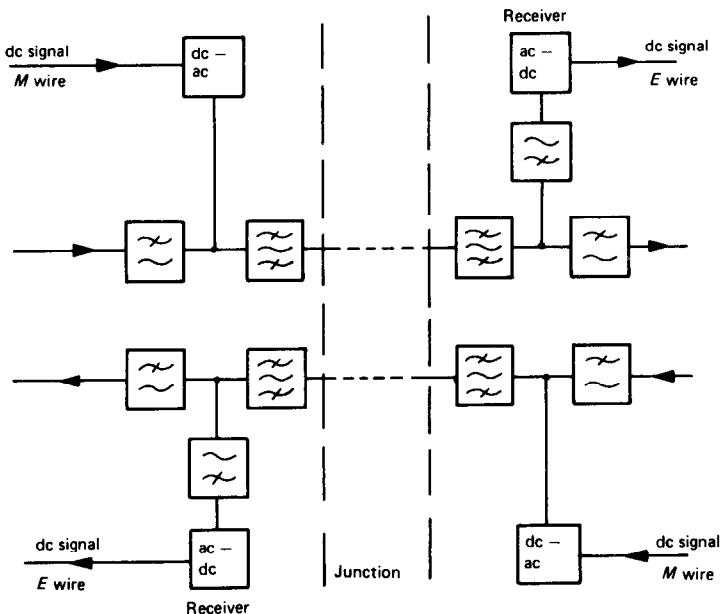 Receiver
dc signal
M wire
dc –
ac
ac –
dc
dc signal
E wire
dc signal
E wire
ac –
dc
Receiver
Junction
dc –
ac
dc signal
M wire